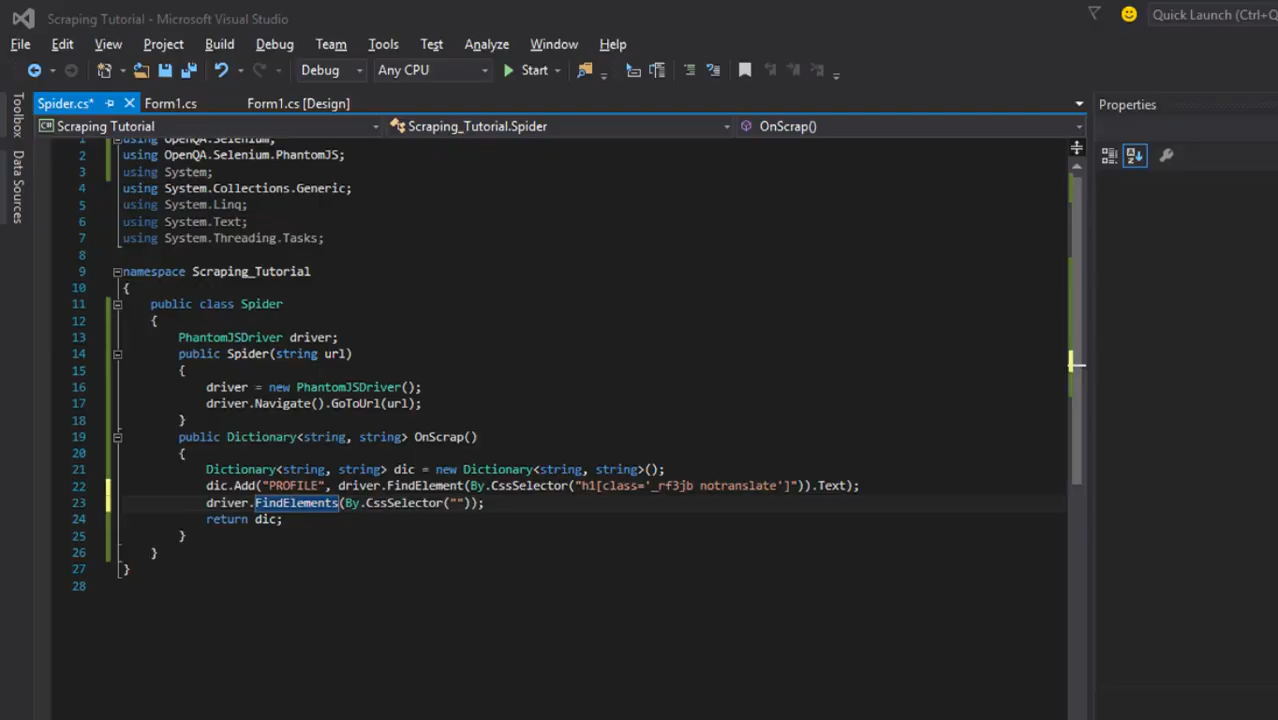 Scraping Tutorial - Microsoft Visual Studio
Quick Launch (Ctrl+Q
File Edit View Project Build Debug Team Tools Test Analyze Window Help
Debug Any CPU Start
Toolbox
Data Sources
Spider.cs* Form1.cs Form1.cs [Design]
Properties
Scraping Tutorial Scraping_Tutorial.Spider OnScrap()
1 using OpenQA.Selenium;
2 using OpenQA.Selenium.PhantomJS;
3 using System;
4 using System.Collections.Generic;
5 using System.Linq;
6 using System.Text;
7 using System.Threading.Tasks;
8
9 namespace Scraping_Tutorial
10 {
11 public class Spider
12 {
13 PhantomJSDriver driver;
14 public Spider(string url)
15 {
16 driver = new PhantomJSDriver();
17 driver.Navigate().GoToUrl(url);
18 }
19 public Dictionary<string, string> OnScrap()
20 {
21 Dictionary<string, string> dic = new Dictionary<string, string>();
22 dic.Add("PROFILE", driver.FindElement(By.CssSelector("h1[class='_rf3jb notranslate']")).Text);
23 driver.FindElements(By.CssSelector(""));
24 return dic;
25 }
26 }
27 }
28